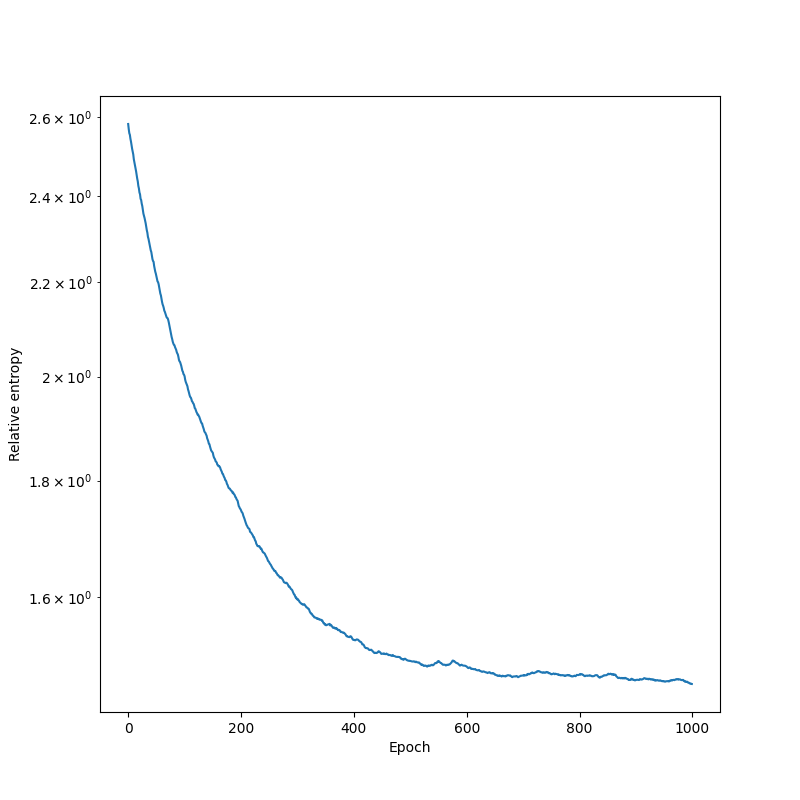 2.6 × 10⁰
2.4 × 10⁰
2.2 × 10⁰
2 × 10⁰
1.8 × 10⁰
1.6 × 10⁰
Relative entropy
0 200 400 600 800 1000
Epoch